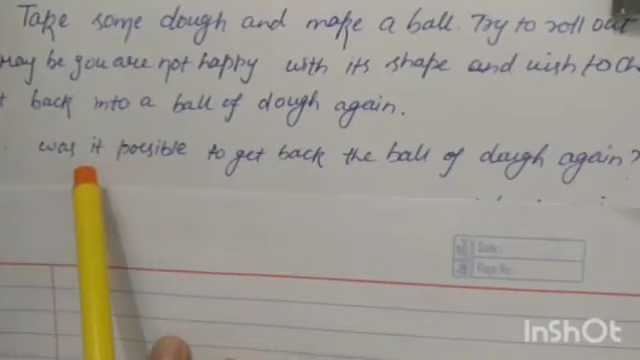 Take some dough and make a ball. Try to roll out
may be you are not happy with its shape and wish to ch
t back into a ball of dough again.
was it possible to get back the ball of dough again?
Date
Page No.
InShOt